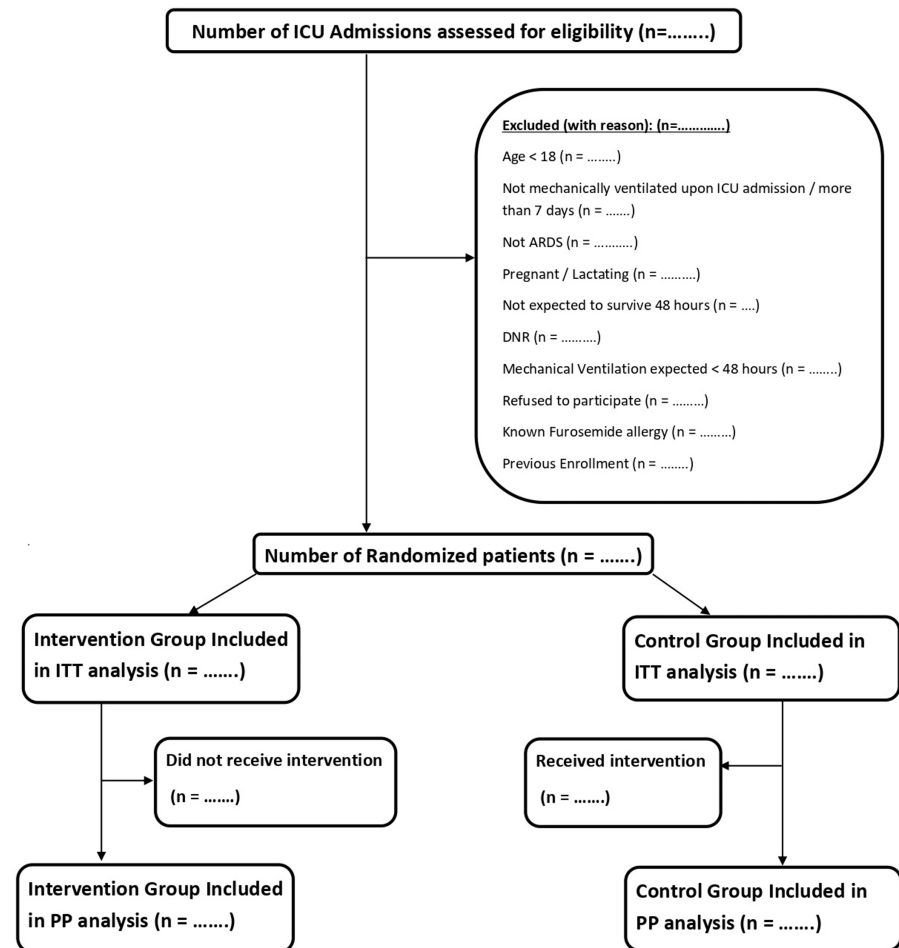 Number of ICU Admissions assessed for eligibility (n=……..)
Excluded (with reason): (n=………….)
Age < 18 (n = ……..)
Not mechanically ventilated upon ICU admission / more
than 7 days (n = …….)
Not ARDS (n = ………..)
Pregnant / Lactating (n = ……….)
Not expected to survive 48 hours (n = ….)
DNR (n = ……….)
Mechanical Ventilation expected < 48 hours (n = ……..)
Refused to participate (n = ………)
Known Furosemide allergy (n = ………)
Previous Enrollment (n = ……..)
Number of Randomized patients (n = …….)
Intervention Group Included
in ITT analysis (n = …….)
Control Group Included in
ITT analysis (n = …….)
Did not receive intervention
(n = …….)
Received intervention
(n = …….)
Intervention Group Included
in PP analysis (n = …….)
Control Group Included in
PP analysis (n = …….)